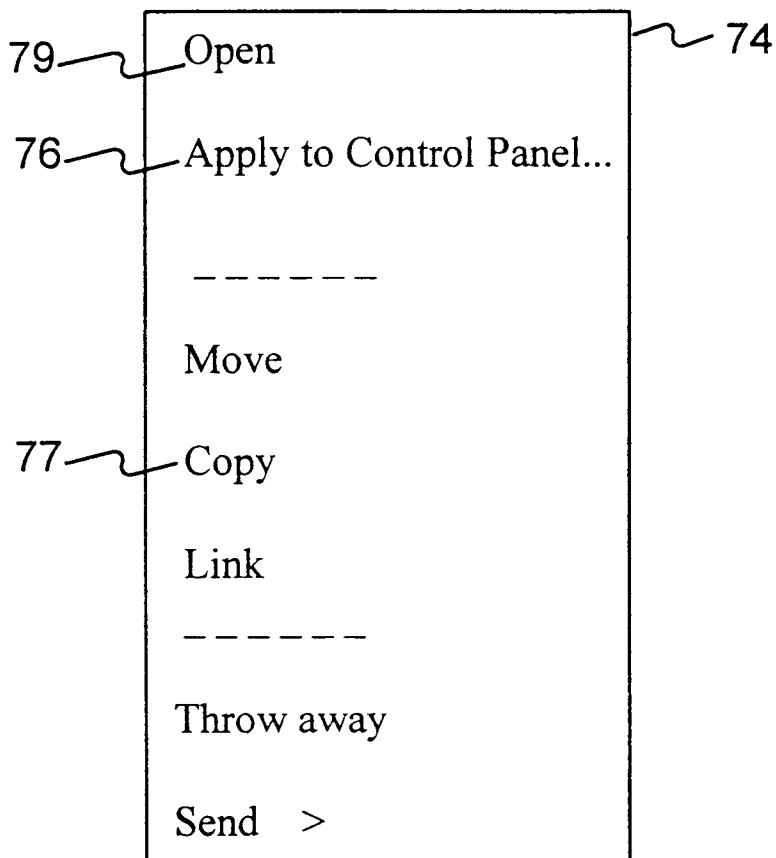 79 Open 74
76 Apply to Control Panel...
------
Move
77 Copy
Link
------
Throw away
Send >